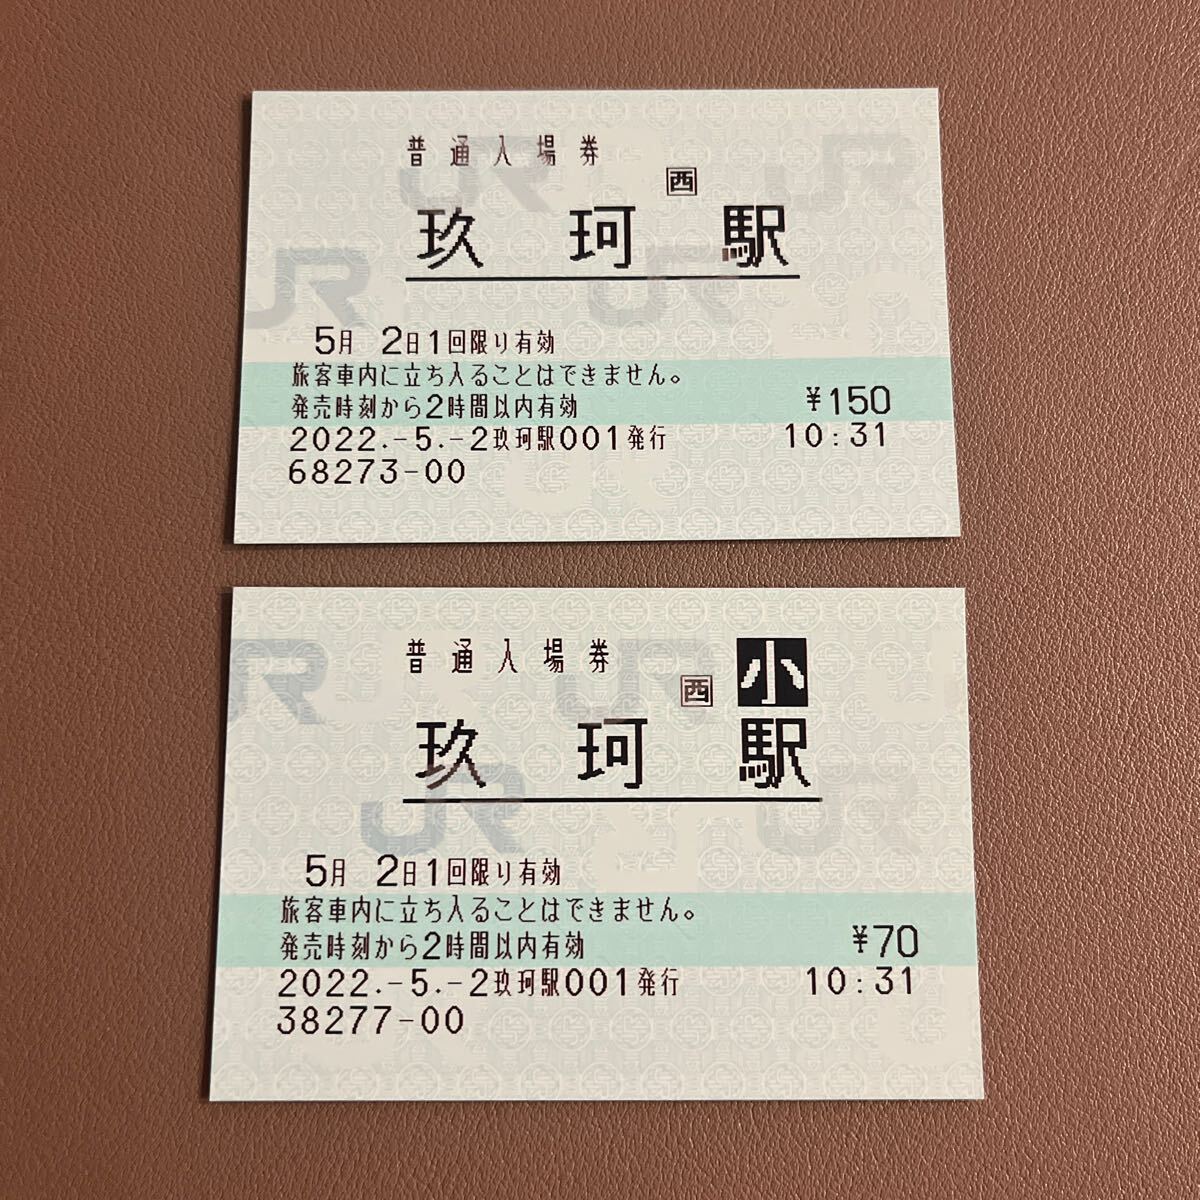 普通入場券
西
玖珂駅
5月 2日1回限り有効
旅客車内に立ち入ることはできません。
発売時刻から2時間以内有効 ¥150
2022.-5.-2玖珂駅001発行 10:31
68273-00
普通入場券
西 小
玖珂駅
5月 2日1回限り有効
旅客車内に立ち入ることはできません。
発売時刻から2時間以内有効 ¥70
2022.-5.-2玖珂駅001発行 10:31
38277-00